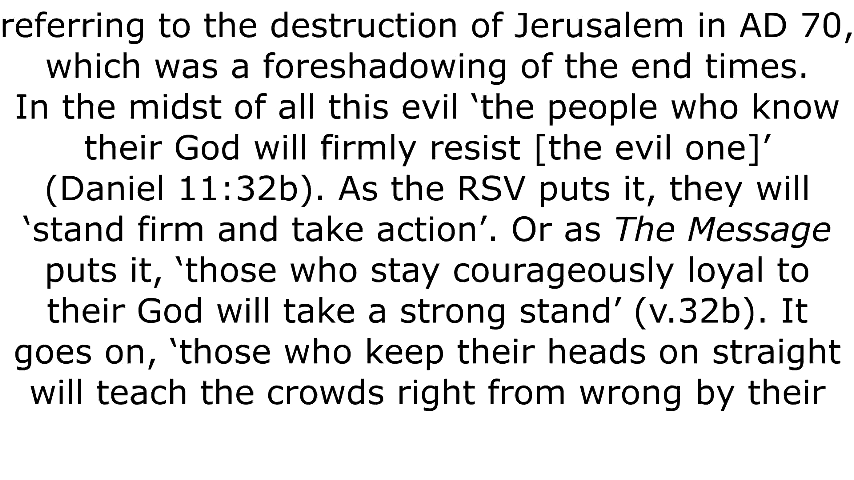 referring to the destruction of Jerusalem in AD 70,
which was a foreshadowing of the end times.
In the midst of all this evil ‘the people who know
their God will firmly resist [the evil one]’
(Daniel 11:32b). As the RSV puts it, they will
‘stand firm and take action’. Or as The Message
puts it, ‘those who stay courageously loyal to
their God will take a strong stand’ (v.32b). It
goes on, ‘those who keep their heads on straight
will teach the crowds right from wrong by their